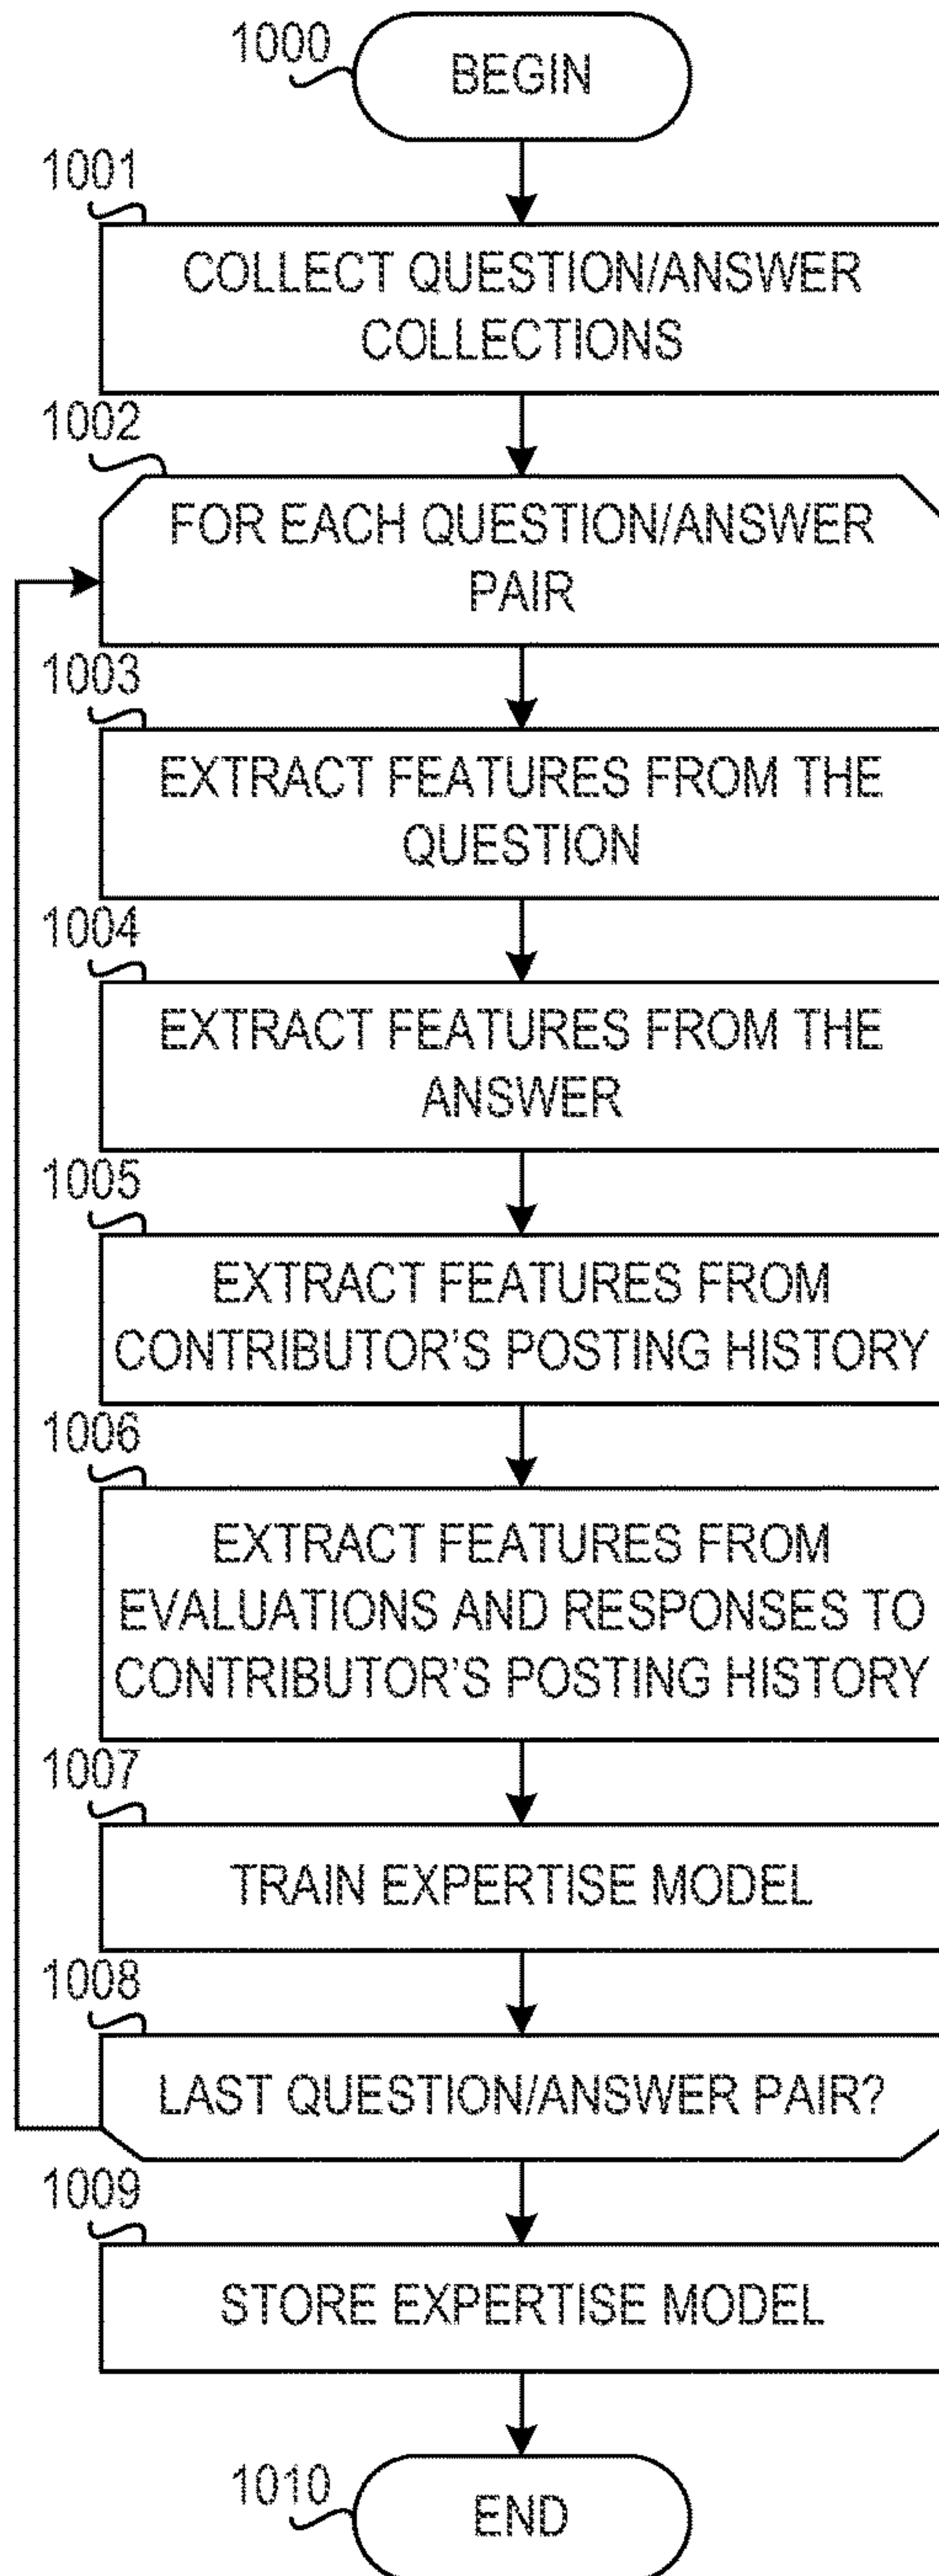 1000
BEGIN
1001
COLLECT QUESTION/ANSWER
COLLECTIONS
1002
FOR EACH QUESTION/ANSWER
PAIR
1003
EXTRACT FEATURES FROM THE
QUESTION
1004
EXTRACT FEATURES FROM THE
ANSWER
1005
EXTRACT FEATURES FROM
CONTRIBUTOR'S POSTING HISTORY
1006
EXTRACT FEATURES FROM
EVALUATIONS AND RESPONSES TO
CONTRIBUTOR'S POSTING HISTORY
1007
TRAIN EXPERTISE MODEL
1008
LAST QUESTION/ANSWER PAIR?
1009
STORE EXPERTISE MODEL
1010
END